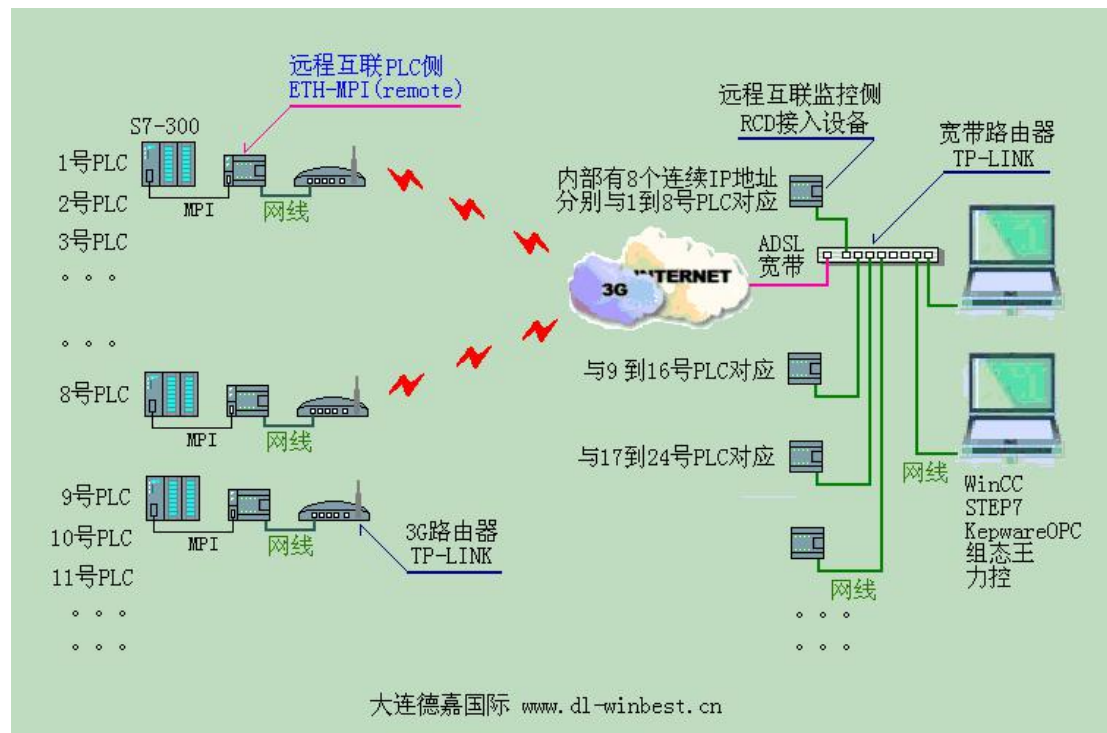 远程互联PLC侧
ETH-MPI(remote)
S7-300
1号PLC
2号PLC
3号PLC
MPI
网线
8号PLC
MPI
网线
9号PLC
10号PLC
11号PLC
MPI
网线
3G路由器
TP-LINK
3G
INTERNET
远程互联监控侧
RCD接入设备
宽带路由器
TP-LINK
内部有8个连续IP地址
分别与1到8号PLC对应
ADSL
宽带
与9 到16号PLC对应
与17到24号PLC对应
网线
网线
WinCC
STEP7
KepwareOPC
组态王
力控
大连德嘉国际 www.dl-winbest.cn